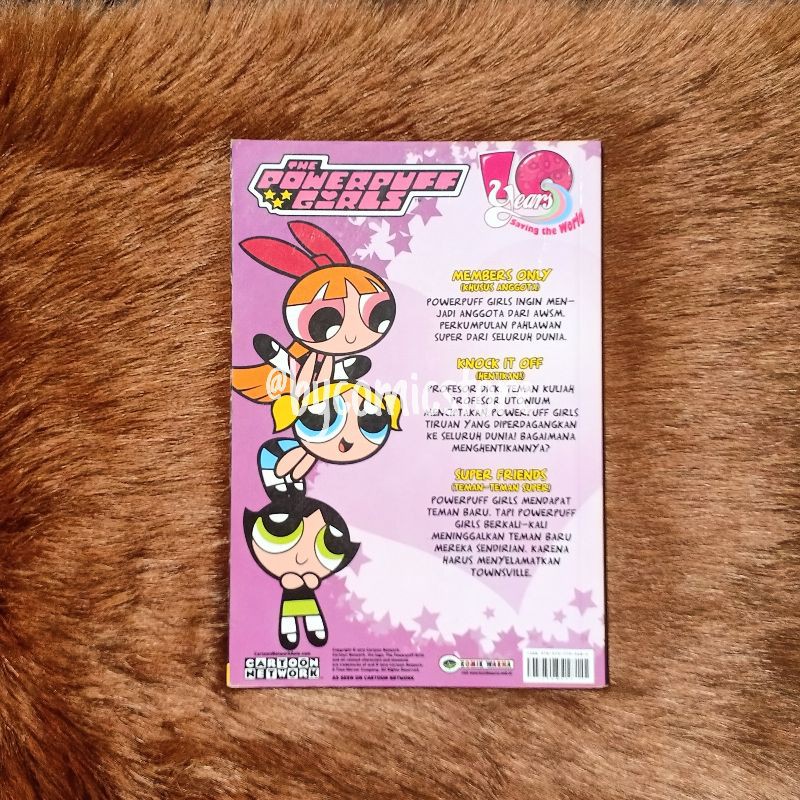 THE
POWERPUFF
GIRLS
10
Years
Saving the World
MEMBERS ONLY
(KHUSUS ANGGOTA)
POWERPUFF GIRLS INGIN MEN-
JADI ANGGOTA DARI AWSM.
PERKUMPULAN PAHLAWAN
SUPER DARI SELURUH DUNIA.
KNOCK IT OFF
(HENTIKAN!)
PROFESOR DICK, TEMAN KULIAH
PROFESOR UTONIUM
MENCIPTAKAN POWERPUFF GIRLS
TIRUAN YANG DIPERDAGANGKAN
KE SELURUH DUNIA! BAGAIMANA
MENGHENTIKANNYA?
SUPER FRIENDS
(TEMAN-TEMAN SUPER)
POWERPUFF GIRLS MENDAPAT
TEMAN BARU. TAPI POWERPUFF
GIRLS BERKALI-KALI
MENINGGALKAN TEMAN BARU
MEREKA SENDIRIAN. KARENA
HARUS MENYELAMATKAN
TOWNSVILLE.
CARTOON
NETWORK
AS SEEN ON CARTOON NETWORK
KOMIK WARNA